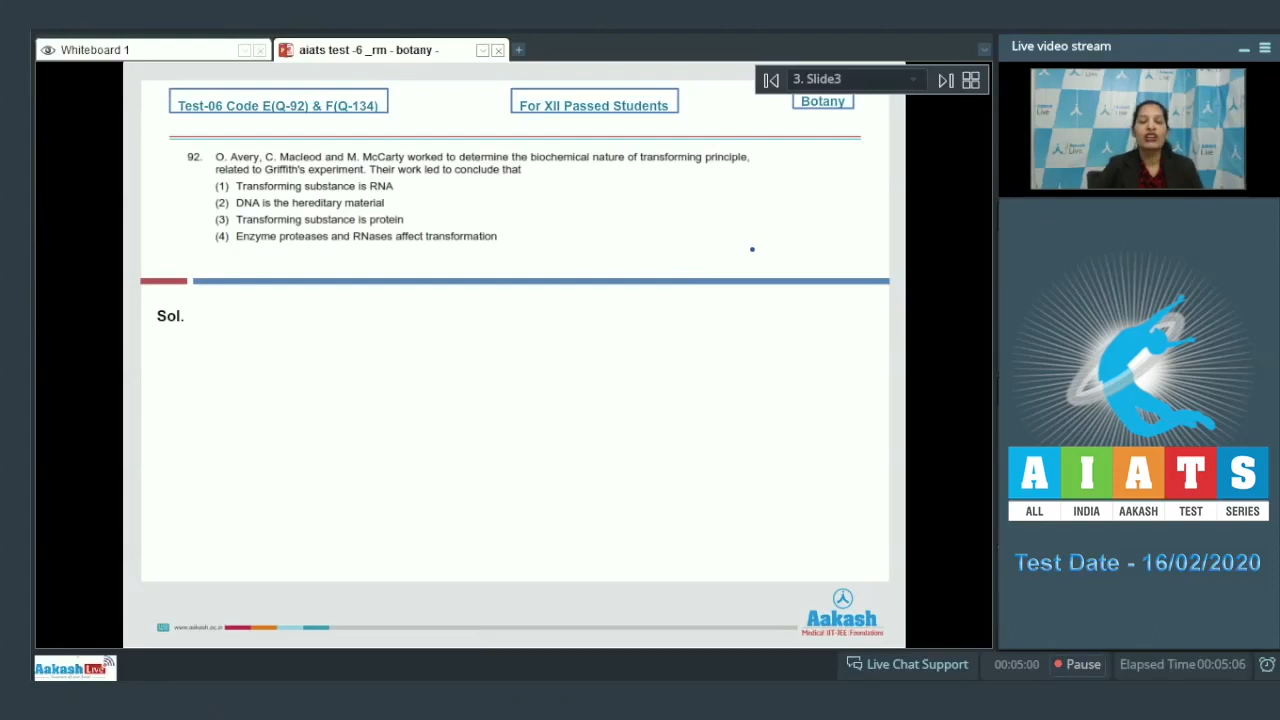 Whiteboard 1
aiats test -6 _rm - botany -
Live video stream
3. Slide3
Test-06 Code E(Q-92) & F(Q-134)
For XII Passed Students
Botany
92. O. Avery, C. Macleod and M. McCarty worked to determine the biochemical nature of transforming principle,
related to Griffith's experiment. Their work led to conclude that
(1) Transforming substance is RNA
(2) DNA is the hereditary material
(3) Transforming substance is protein
(4) Enzyme proteases and RNases affect transformation
Sol.
A I A T S
ALL INDIA AAKASH TEST SERIES
Test Date - 16/02/2020
www.aakash.ac.in
Aakash
Medical|IIT-JEE|Foundations
Aakash Live
Live Chat Support
00:05:00
Pause
Elapsed Time 00:05:06